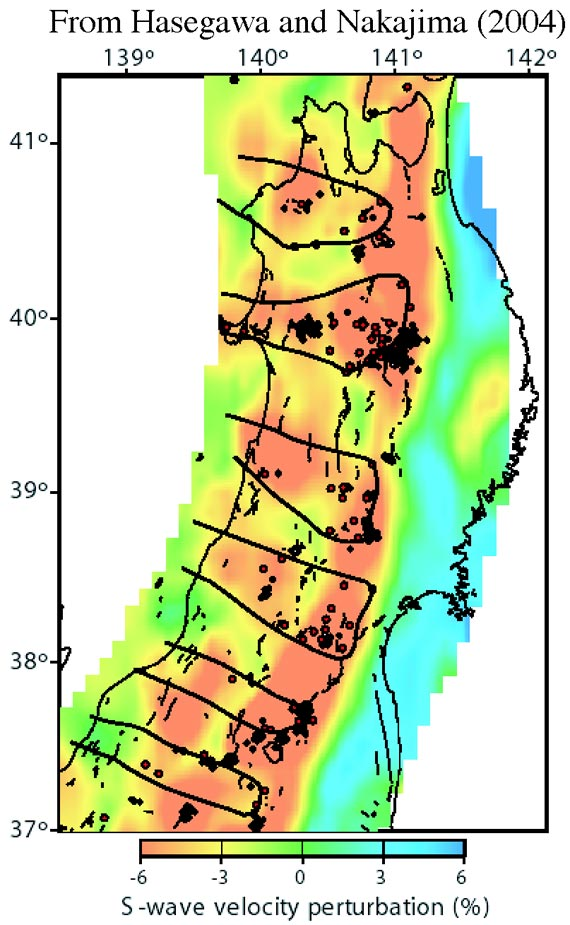 From Hasegawa and Nakajima (2004)
139° 140° 141° 142°
41°
40°
39°
38°
37°
-6 -3 0 3 6
S-wave velocity perturbation (%)